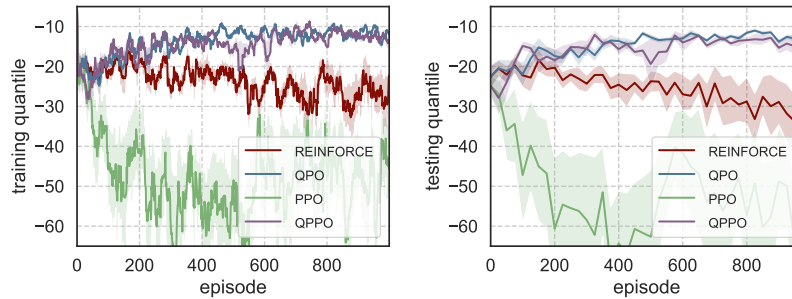 −10
−20
−30
−40
−50
−60
training quantile
0 200 400 600 800
episode
REINFORCE
QPO
PPO
QPPO
−10
−20
−30
−40
−50
−60
testing quantile
0 200 400 600 800
episode
REINFORCE
QPO
PPO
QPPO